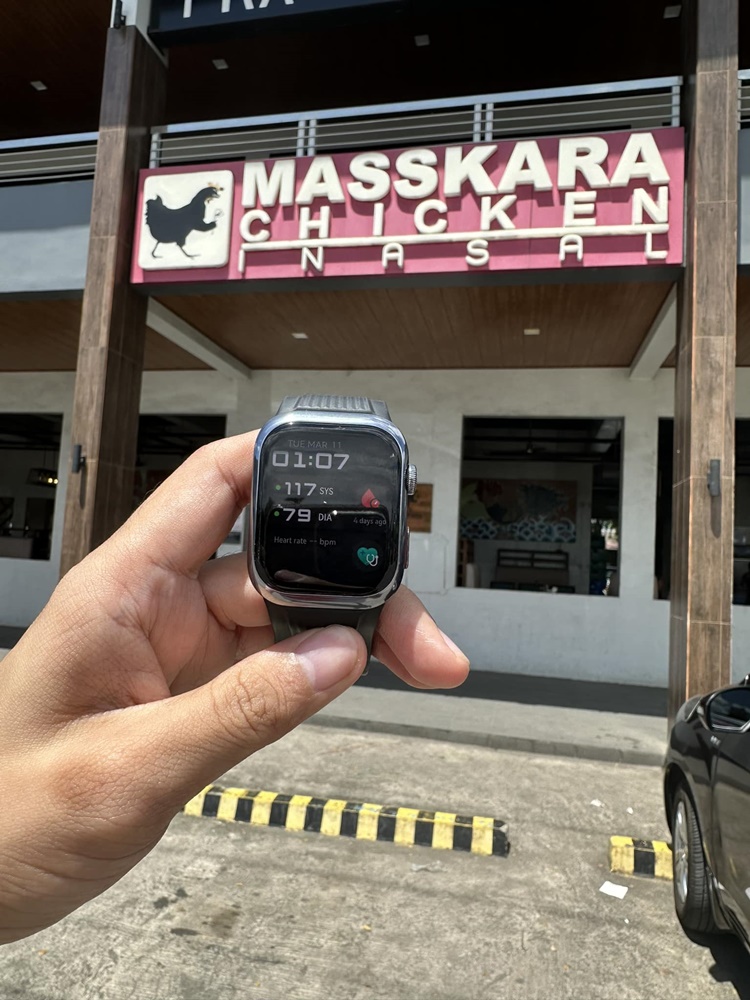 MASSKARA
CHICKEN
INASAL
TUE MAR 11
01:07
117 SYS
79 DIA
4 days ago
Heart rate -- bpm